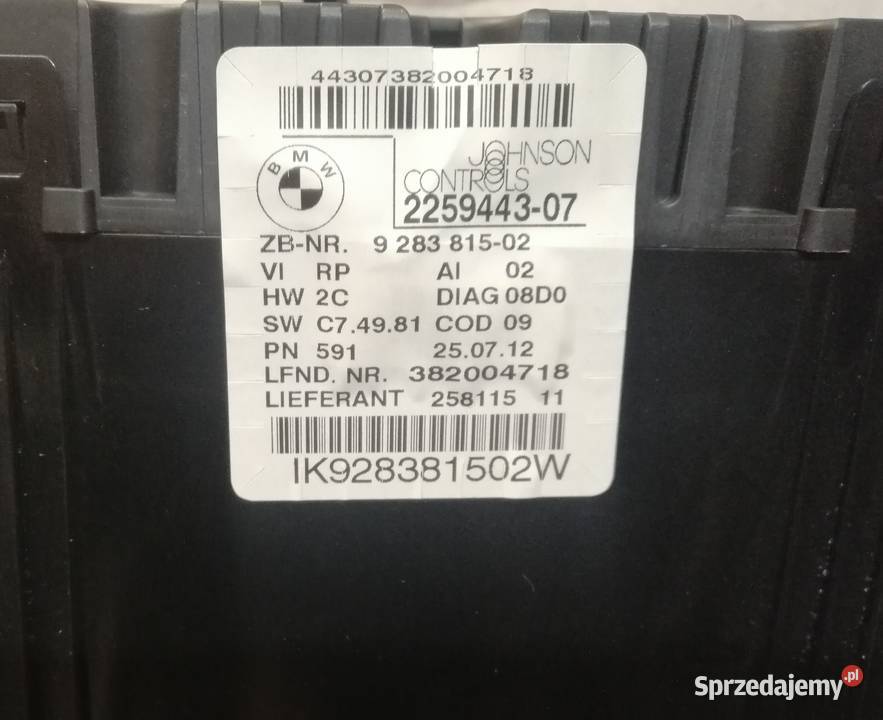 44307382004718
BMW
JOHNSON
CONTROLS
2259443-07
ZB-NR. 9 283 815-02
VI RP AI 02
HW 2C DIAG 08D0
SW C7.49.81 COD 09
PN 591 25.07.12
LFND. NR. 382004718
LIEFERANT 258115 11
IK928381502W
Sprzedajemy.pl